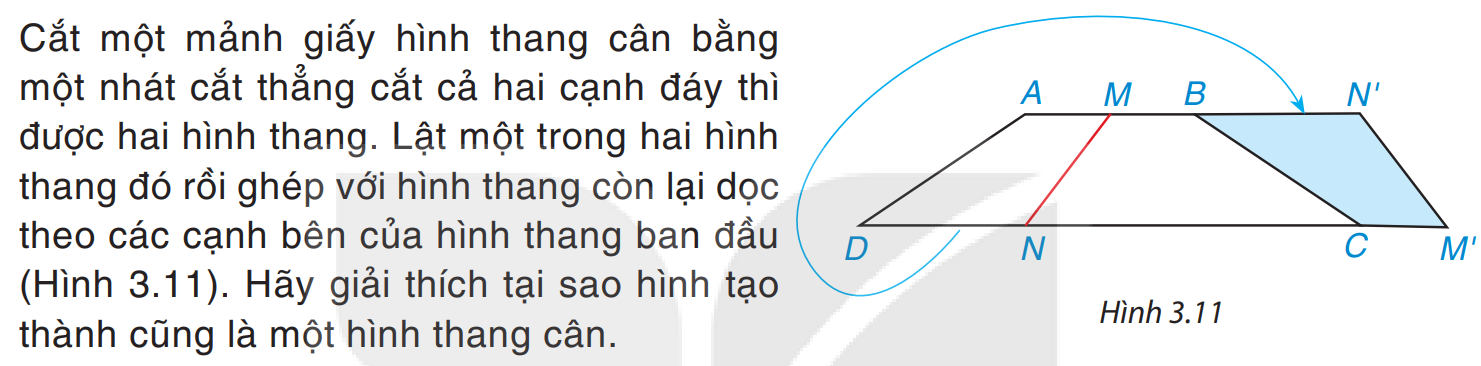 Cắt một mảnh giấy hình thang cân bằng
một nhát cắt thẳng cắt cả hai cạnh đáy thì
được hai hình thang. Lật một trong hai hình
thang đó rồi ghép với hình thang còn lại dọc
theo các cạnh bên của hình thang ban đầu
(Hình 3.11). Hãy giải thích tại sao hình tạo
thành cũng là một hình thang cân.
A M B N'
D N C M'
Hình 3.11